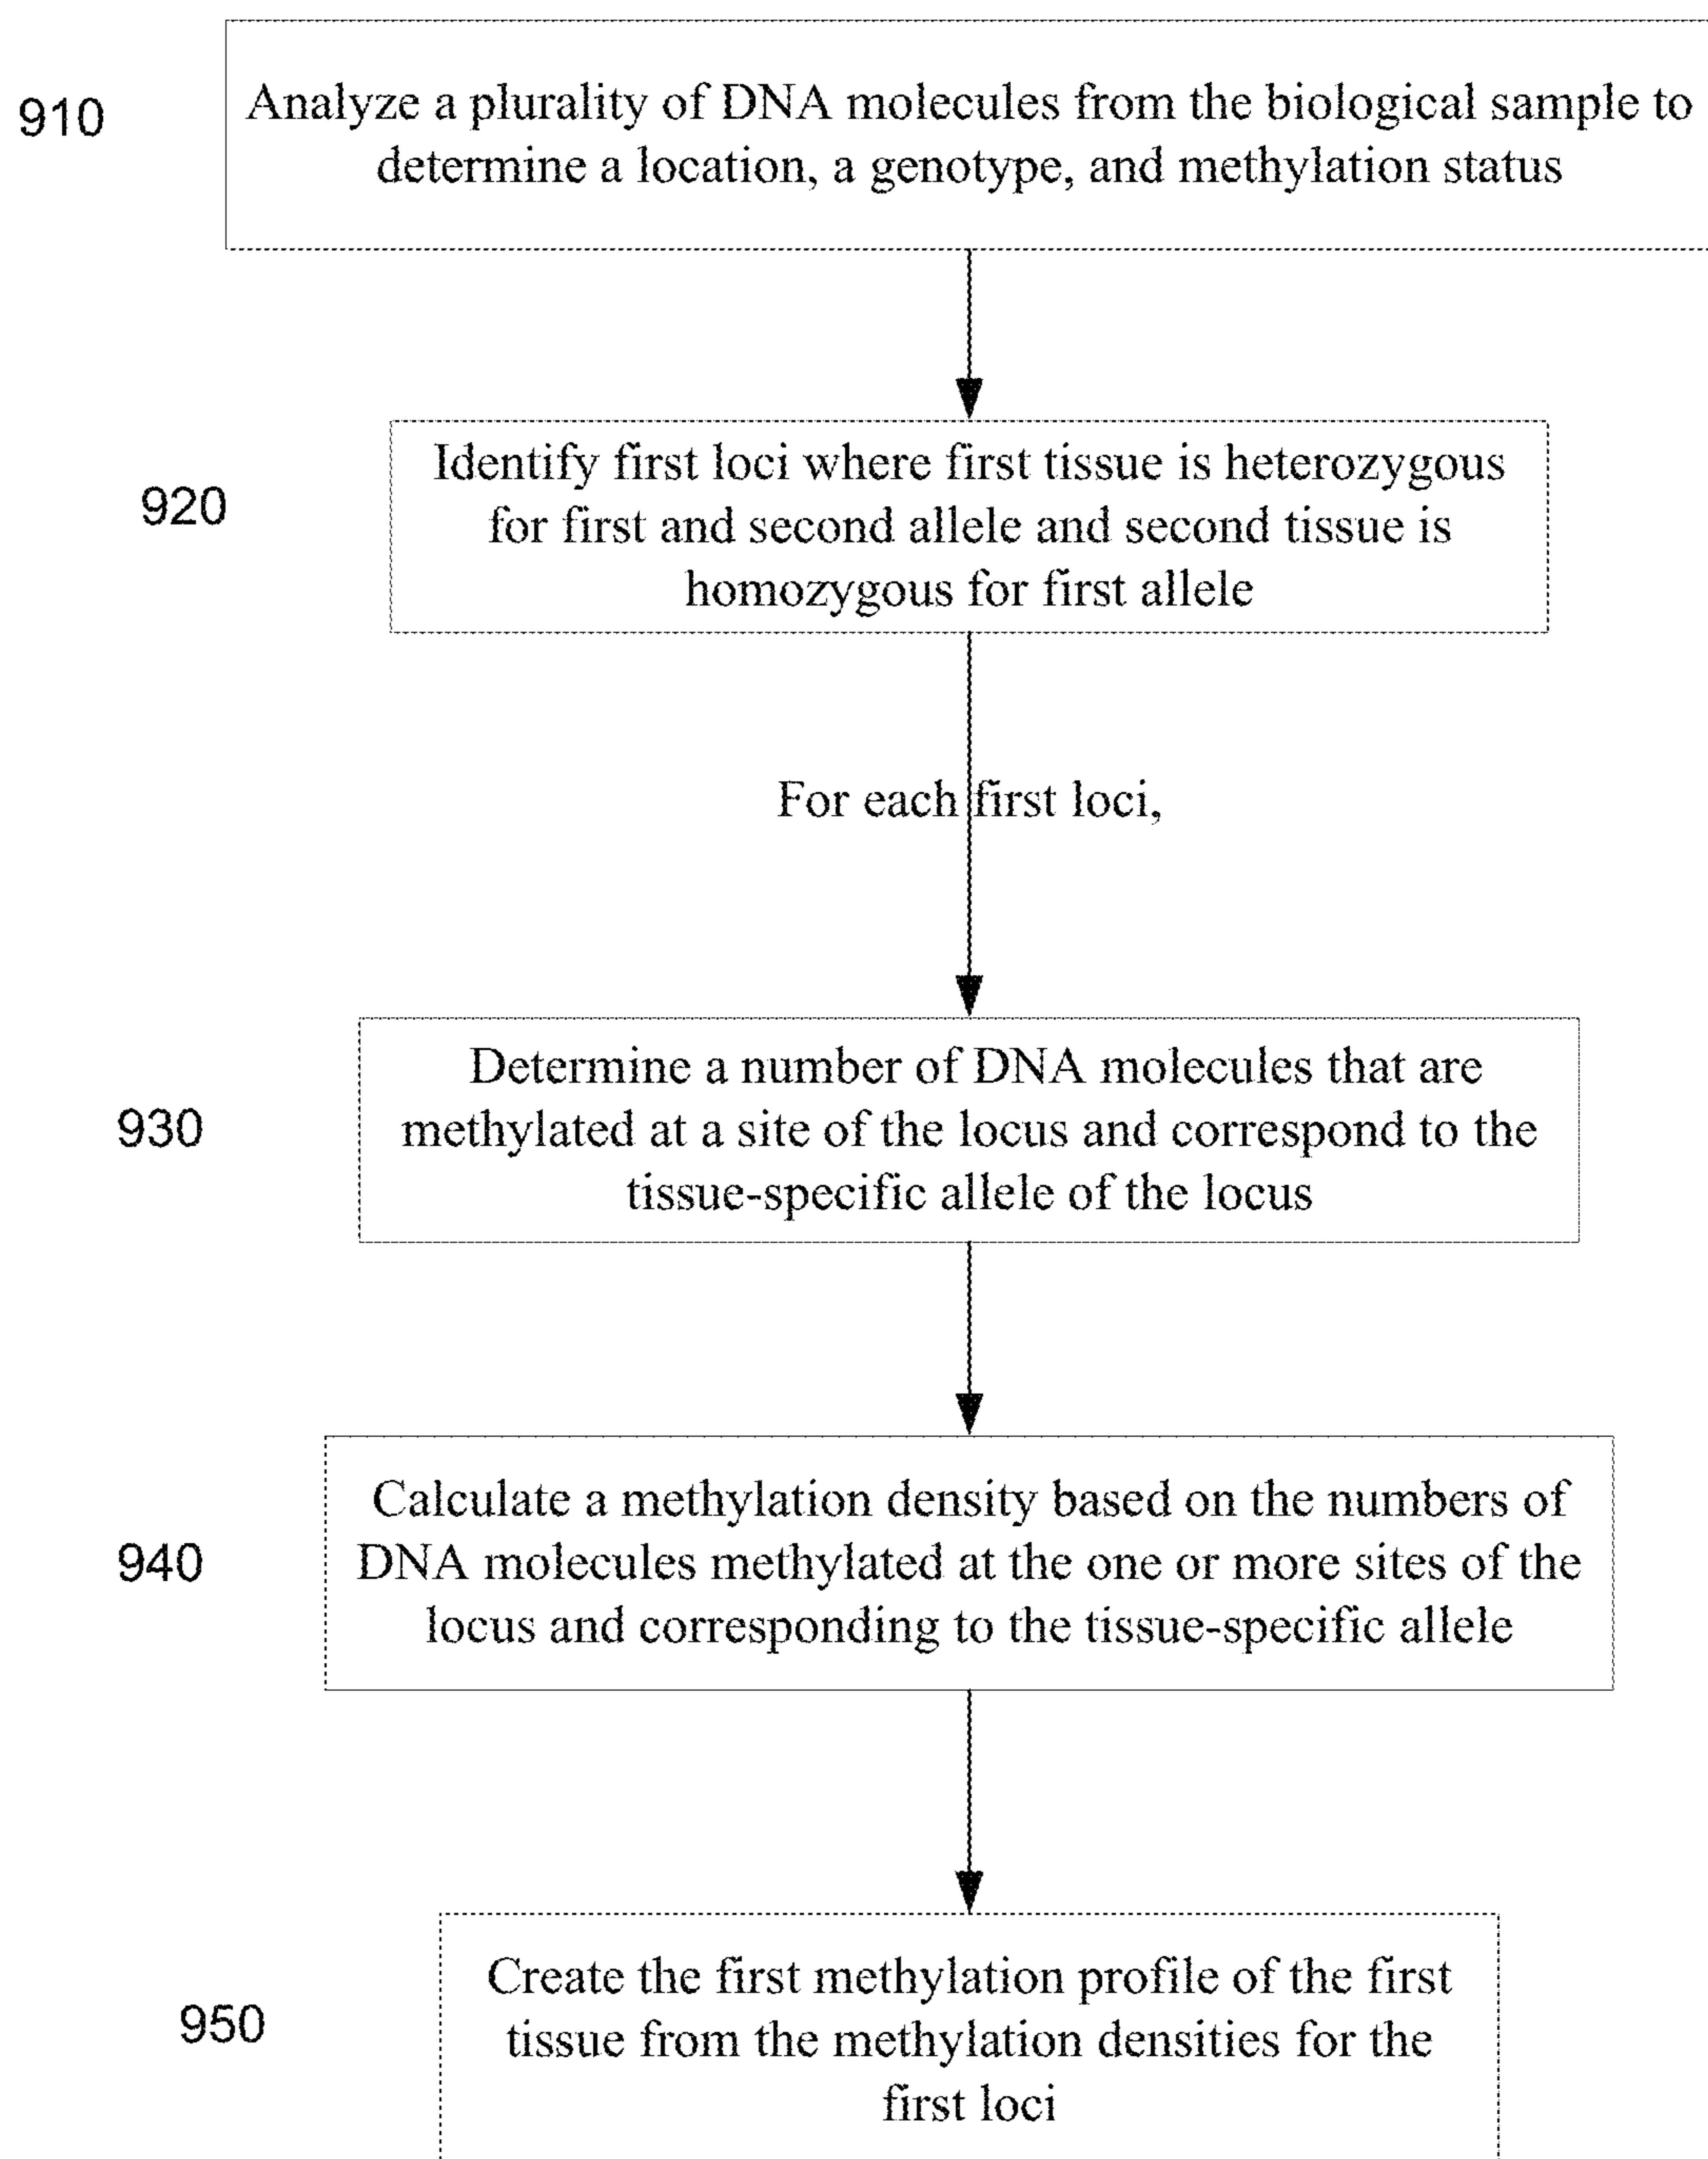 910
Analyze a plurality of DNA molecules from the biological sample to
determine a location, a genotype, and methylation status
920
Identify first loci where first tissue is heterozygous
for first and second allele and second tissue is
homozygous for first allele
For each first loci,
930
Determine a number of DNA molecules that are
methylated at a site of the locus and correspond to the
tissue-specific allele of the locus
940
Calculate a methylation density based on the numbers of
DNA molecules methylated at the one or more sites of the
locus and corresponding to the tissue-specific allele
950
Create the first methylation profile of the first
tissue from the methylation densities for the
first loci